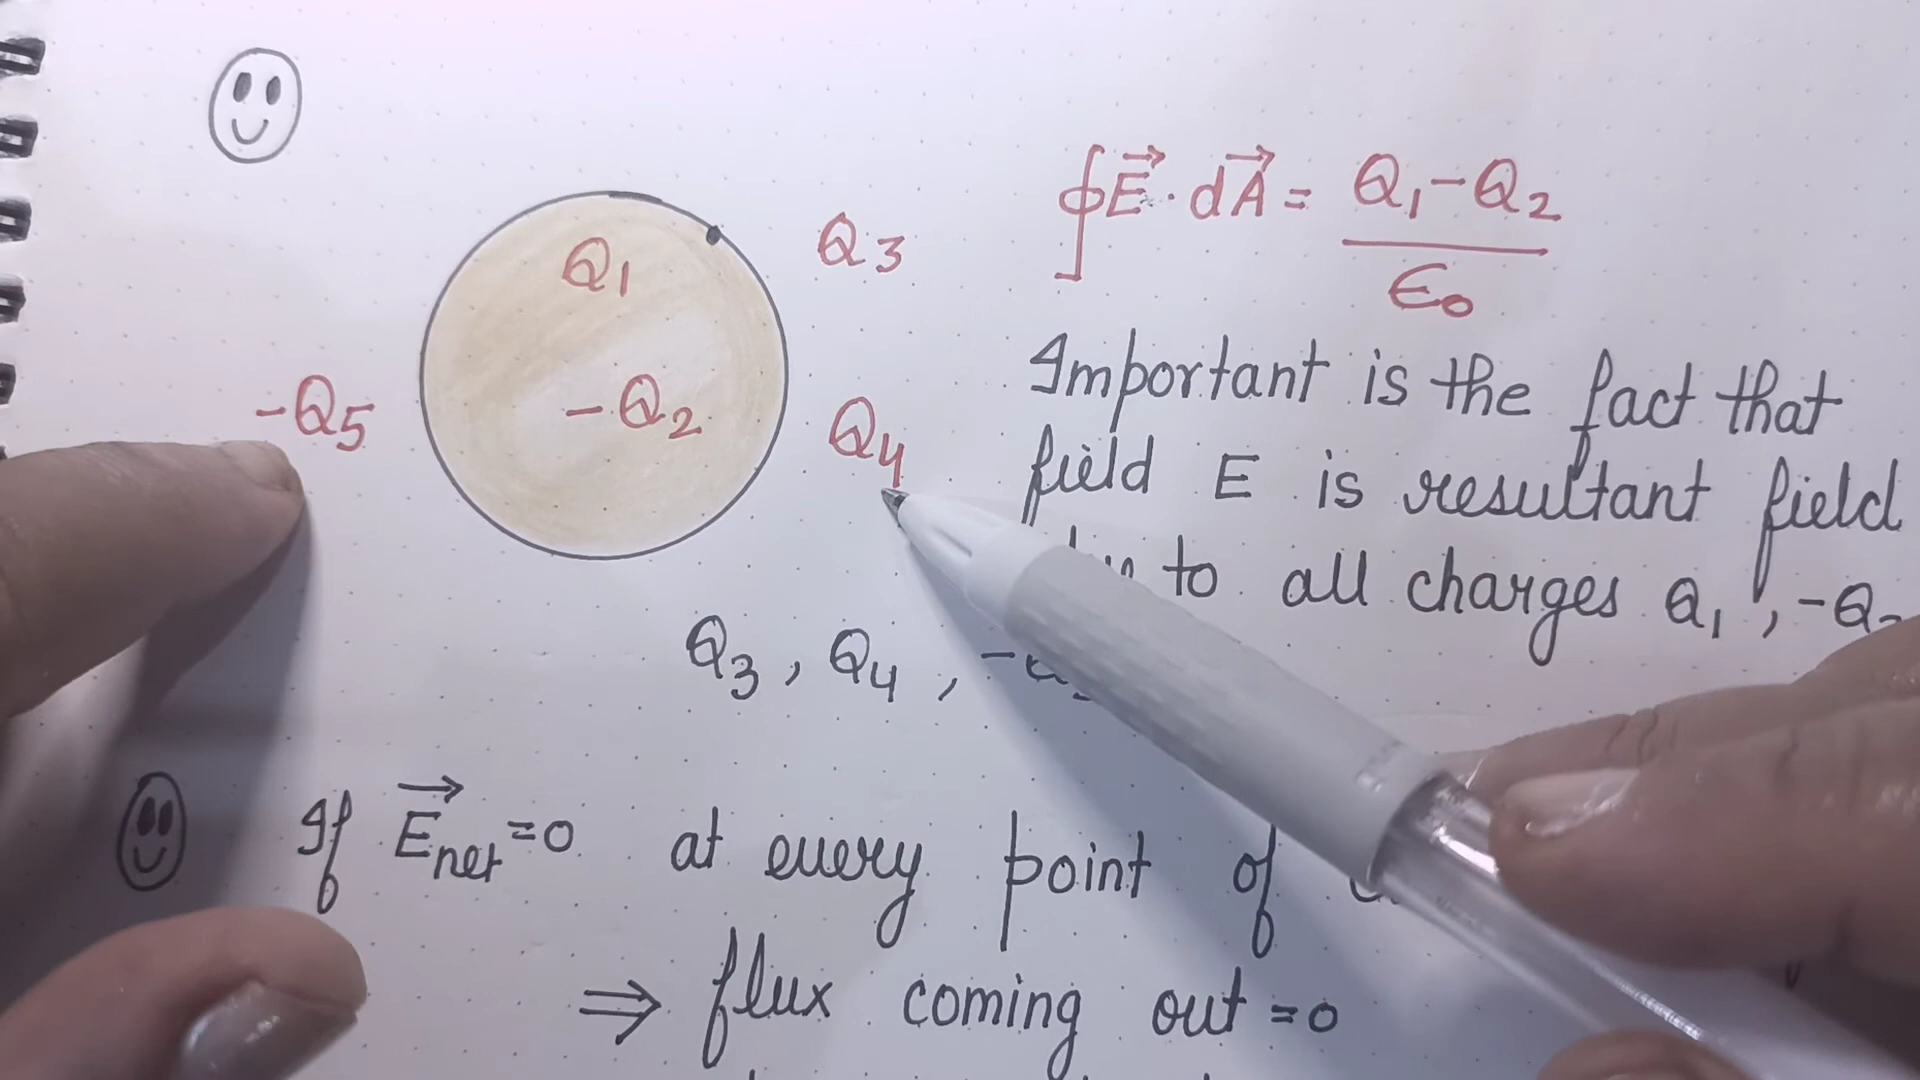 Q1
Q3
-Q5
-Q2
Q4
∮E⃗·dA⃗ = Q1-Q2
ϵ0
Important is the fact that
field E is resultant field
to all charges Q1, -Q2
Q3, Q4,
If E⃗net=0 at every point of
⇒ flux coming out =0